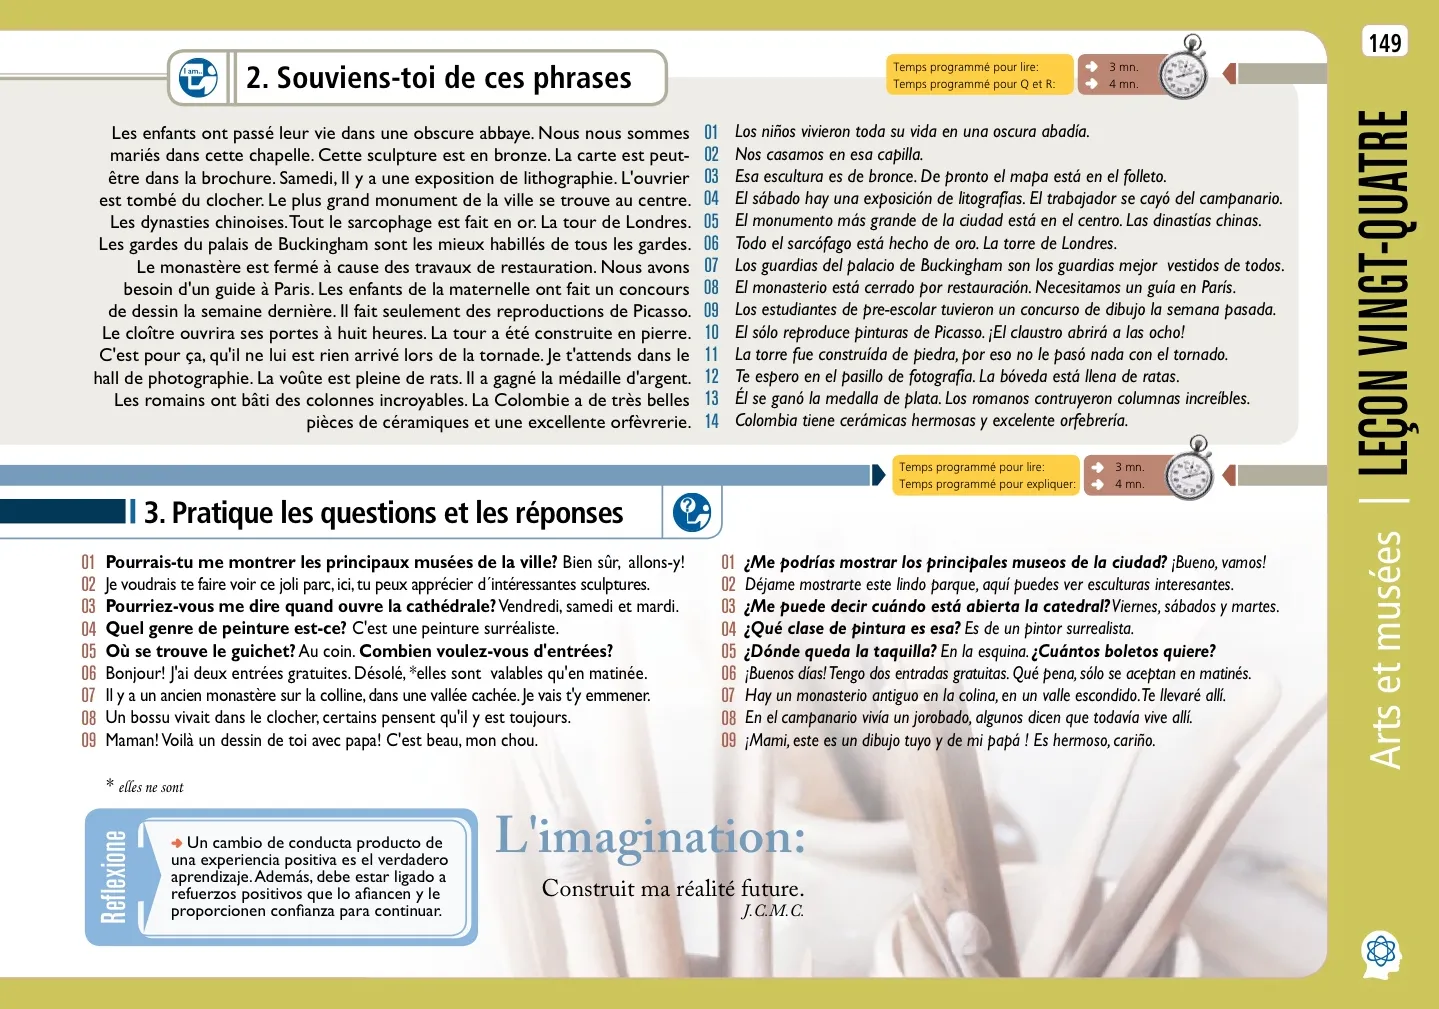 149
I am..
2. Souviens-toi de ces phrases
Temps programmé pour lire: 3 mn.
Temps programmé pour Q et R: 4 mn.
Les enfants ont passé leur vie dans une obscure abbaye. Nous nous sommes
mariés dans cette chapelle. Cette sculpture est en bronze. La carte est peut-
être dans la brochure. Samedi, Il y a une exposition de lithographie. L'ouvrier
est tombé du clocher. Le plus grand monument de la ville se trouve au centre.
Les dynasties chinoises. Tout le sarcophage est fait en or. La tour de Londres.
Les gardes du palais de Buckingham sont les mieux habillés de tous les gardes.
Le monastère est fermé à cause des travaux de restauration. Nous avons
besoin d'un guide à Paris. Les enfants de la maternelle ont fait un concours
de dessin la semaine dernière. Il fait seulement des reproductions de Picasso.
Le cloître ouvrira ses portes à huit heures. La tour a été construite en pierre.
C'est pour ça, qu'il ne lui est rien arrivé lors de la tornade. Je t'attends dans le
hall de photographie. La voûte est pleine de rats. Il a gagné la médaille d'argent.
Les romains ont bâti des colonnes incroyables. La Colombie a de très belles
pièces de céramiques et une excellente orfèvrerie.
01 Los niños vivieron toda su vida en una oscura abadía.
02 Nos casamos en esa capilla.
03 Esa escultura es de bronce. De pronto el mapa está en el folleto.
04 El sábado hay una exposición de litografías. El trabajador se cayó del campanario.
05 El monumento más grande de la ciudad está en el centro. Las dinastías chinas.
06 Todo el sarcófago está hecho de oro. La torre de Londres.
07 Los guardias del palacio de Buckingham son los guardias mejor vestidos de todos.
08 El monasterio está cerrado por restauración. Necesitamos un guía en París.
09 Los estudiantes de pre-escolar tuvieron un concurso de dibujo la semana pasada.
10 El sólo reproduce pinturas de Picasso. ¡El claustro abrirá a las ocho!
11 La torre fue construída de piedra, por eso no le pasó nada con el tornado.
12 Te espero en el pasillo de fotografía. La bóveda está llena de ratas.
13 Él se ganó la medalla de plata. Los romanos contruyeron columnas increíbles.
14 Colombia tiene cerámicas hermosas y excelente orfebrería.
Temps programmé pour lire: 3 mn.
Temps programmé pour expliquer: 4 mn.
3. Pratique les questions et les réponses
?
01 Pourrais-tu me montrer les principaux musées de la ville? Bien sûr, allons-y!
02 Je voudrais te faire voir ce joli parc, ici, tu peux apprécier d´intéressantes sculptures.
03 Pourriez-vous me dire quand ouvre la cathédrale? Vendredi, samedi et mardi.
04 Quel genre de peinture est-ce? C'est une peinture surréaliste.
05 Où se trouve le guichet? Au coin. Combien voulez-vous d'entrées?
06 Bonjour! J'ai deux entrées gratuites. Désolé, *elles sont valables qu'en matinée.
07 Il y a un ancien monastère sur la colline, dans une vallée cachée. Je vais t'y emmener.
08 Un bossu vivait dans le clocher, certains pensent qu'il y est toujours.
09 Maman! Voilà un dessin de toi avec papa! C'est beau, mon chou.
01 ¿Me podrías mostrar los principales museos de la ciudad? ¡Bueno, vamos!
02 Déjame mostrarte este lindo parque, aquí puedes ver esculturas interesantes.
03 ¿Me puede decir cuándo está abierta la catedral? Viernes, sábados y martes.
04 ¿Qué clase de pintura es esa? Es de un pintor surrealista.
05 ¿Dónde queda la taquilla? En la esquina. ¿Cuántos boletos quiere?
06 ¡Buenos días! Tengo dos entradas gratuitas. Qué pena, sólo se aceptan en matinés.
07 Hay un monasterio antiguo en la colina, en un valle escondido. Te llevaré allí.
08 En el campanario vivía un jorobado, algunos dicen que todavía vive allí.
09 ¡Mami, este es un dibujo tuyo y de mi papá ! Es hermoso, cariño.
* elles ne sont
Reflexione
Un cambio de conducta producto de
una experiencia positiva es el verdadero
aprendizaje. Además, debe estar ligado a
refuerzos positivos que lo afiancen y le
proporcionen confianza para continuar.
L'imagination:
Construit ma réalité future.
J.C.M.C.
Arts et musées | LEÇON VINGT-QUATRE